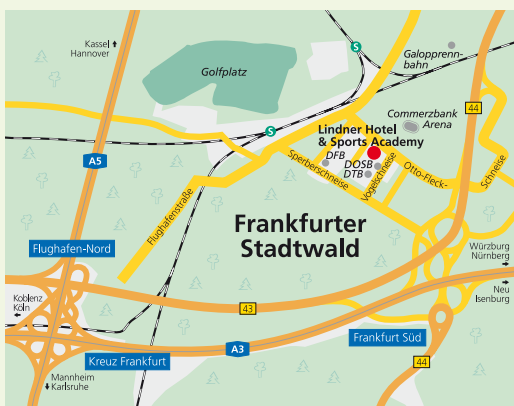 Kassel
Hannover
Golfplatz
S
Galopprenn-
bahn
44
Commerzbank
Arena
S
Lindner Hotel
& Sports Academy
DFB
DOSB
DTB
A5
Sperberschneise
Vogelschneise
Otto-Fleck-
Schneise
Flughafenstraße
Frankfurter
Stadtwald
Flughafen-Nord
Würzburg
Nürnberg
Neu
Isenburg
Koblenz
Köln
43
A3
Frankfurt Süd
Kreuz Frankfurt
44
Mannheim
Karlsruhe